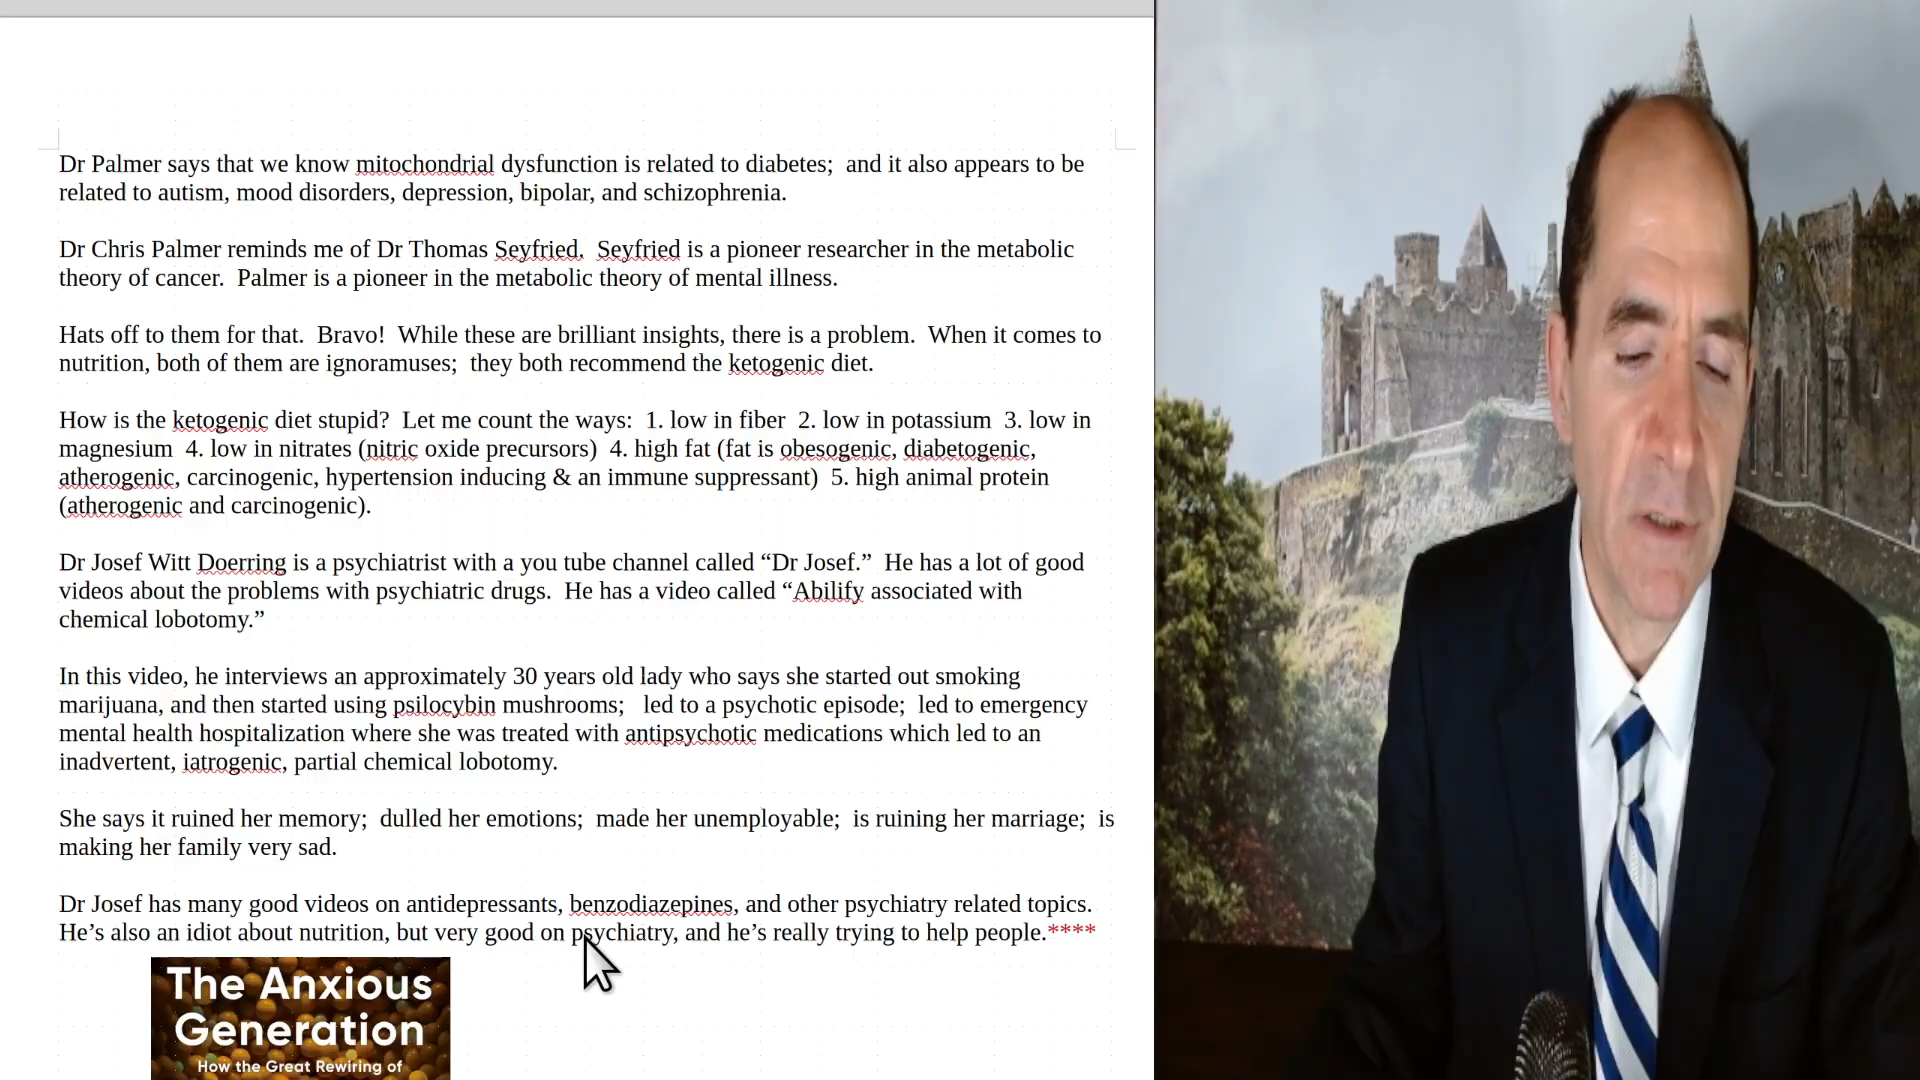 Dr Palmer says that we know mitochondrial dysfunction is related to diabetes;  and it also appears to be
related to autism, mood disorders, depression, bipolar, and schizophrenia.
Dr Chris Palmer reminds me of Dr Thomas Seyfried.  Seyfried is a pioneer researcher in the metabolic
theory of cancer.  Palmer is a pioneer in the metabolic theory of mental illness.
Hats off to them for that.  Bravo!  While these are brilliant insights, there is a problem.  When it comes to
nutrition, both of them are ignoramuses;  they both recommend the ketogenic diet.
How is the ketogenic diet stupid?  Let me count the ways:  1. low in fiber  2. low in potassium  3. low in
magnesium  4. low in nitrates (nitric oxide precursors)  4. high fat (fat is obesogenic, diabetogenic,
atherogenic, carcinogenic, hypertension inducing & an immune suppressant)  5. high animal protein
(atherogenic and carcinogenic).
Dr Josef Witt Doerring is a psychiatrist with a you tube channel called “Dr Josef.”  He has a lot of good
videos about the problems with psychiatric drugs.  He has a video called “Abilify associated with
chemical lobotomy.”
In this video, he interviews an approximately 30 years old lady who says she started out smoking
marijuana, and then started using psilocybin mushrooms;   led to a psychotic episode;  led to emergency
mental health hospitalization where she was treated with antipsychotic medications which led to an
inadvertent, iatrogenic, partial chemical lobotomy.
She says it ruined her memory;  dulled her emotions;  made her unemployable;  is ruining her marriage;  is
making her family very sad.
Dr Josef has many good videos on antidepressants, benzodiazepines, and other psychiatry related topics.
He’s also an idiot about nutrition, but very good on psychiatry, and he’s really trying to help people.****
The Anxious
Generation
How the Great Rewiring of